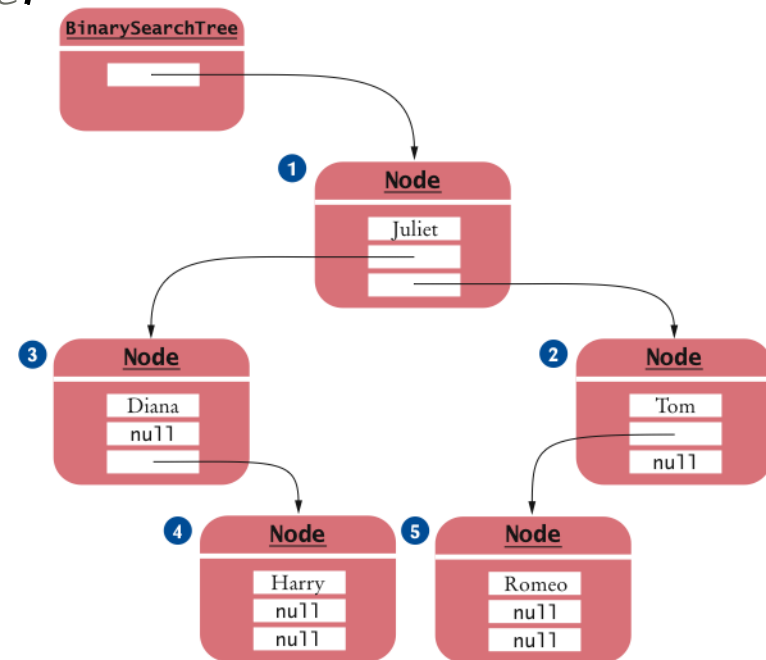 BinarySearchTree
1
Node
Juliet
3
Node
Diana
null
2
Node
Tom
null
4
Node
Harry
null
null
5
Node
Romeo
null
null